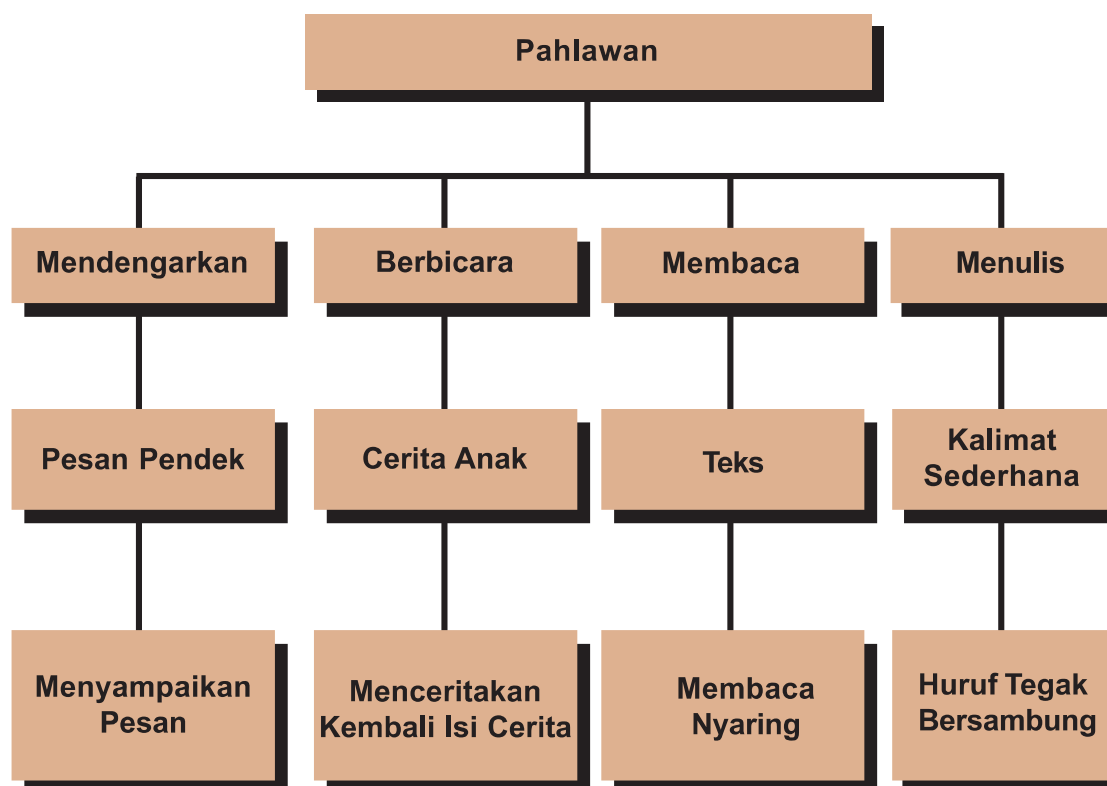 Pahlawan
Mendengarkan
Berbicara
Membaca
Menulis
Pesan Pendek
Cerita Anak
Teks
Kalimat
Sederhana
Menyampaikan
Pesan
Menceritakan
Kembali Isi Cerita
Membaca
Nyaring
Huruf Tegak
Bersambung